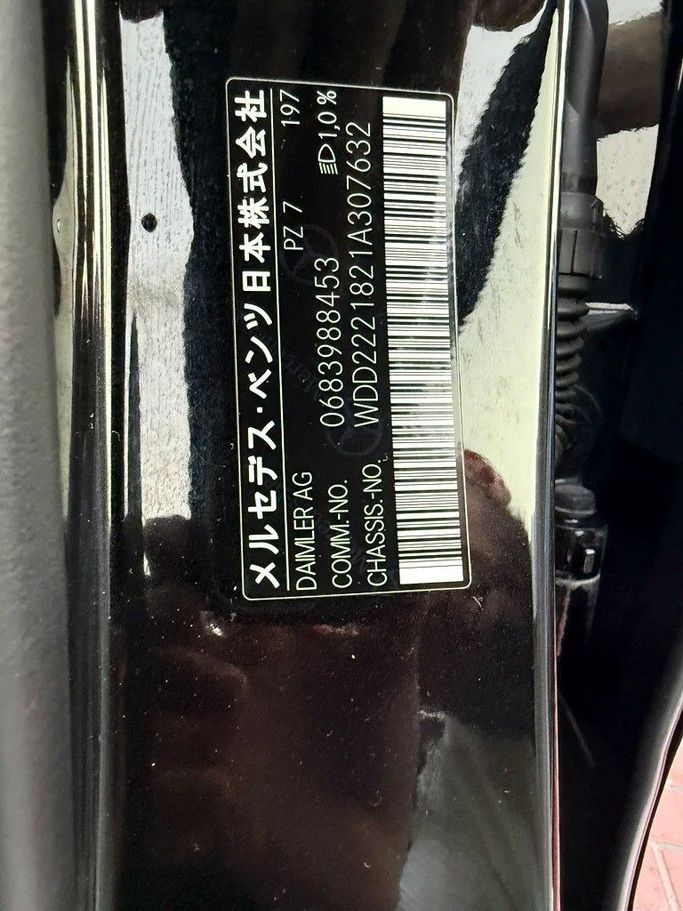 メルセデス・ベンツ日本株式会社
DAIMLER AG PZ 7 197
COMM.-NO. 0683988453 1,0 %
CHASSIS.-NO. WDD2221821A307632